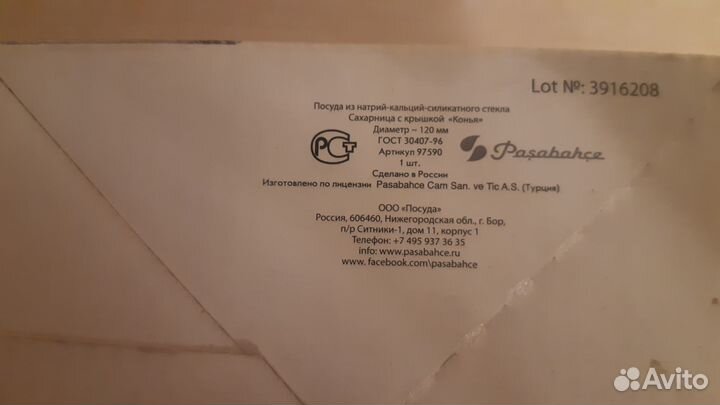 Lot №: 3916208
Посуда из натрий-кальций-силикатного стекла
Сахарница с крышкой «Конья»
Диаметр ~ 120 мм
ГОСТ 30407-96
Артикул 97590
1 шт.
Сделано в России
Изготовлено по лицензии Pasabahce Cam San. ve Tic A.S. (Турция)
РСт
Paşabahçe
ООО «Посуда»
Россия, 606460, Нижегородская обл., г. Бор,
п/р Ситники-1, дом 11, корпус 1
Телефон: +7 495 937 36 35
info: www.pasabahce.ru
www. facebook.com\pasabahce
Avito